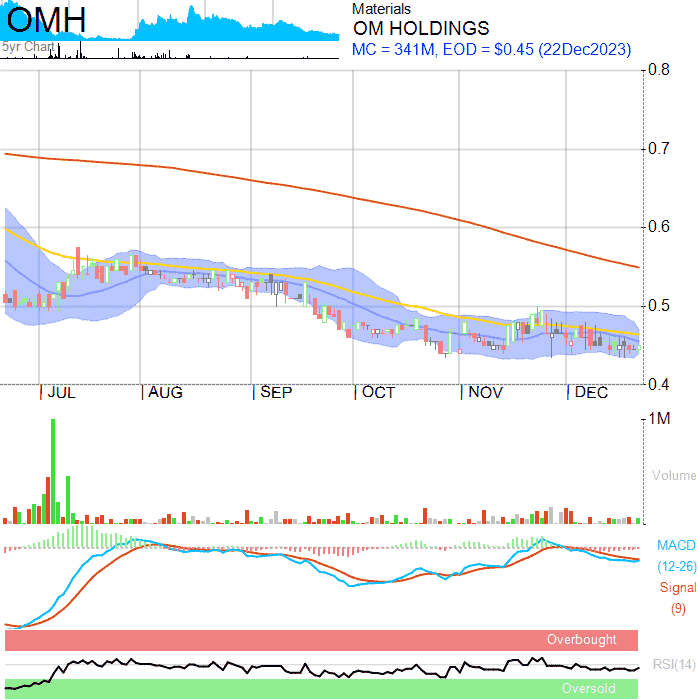 OMH
5yr Chart
Materials
OM HOLDINGS
MC = 341M, EOD = $0.45 (22Dec2023)
0.8
0.7
0.6
0.5
0.4
JUL AUG SEP OCT NOV DEC
1M
Volume
MACD
(12-26)
Signal
(9)
Overbought
RSI(14)
Oversold